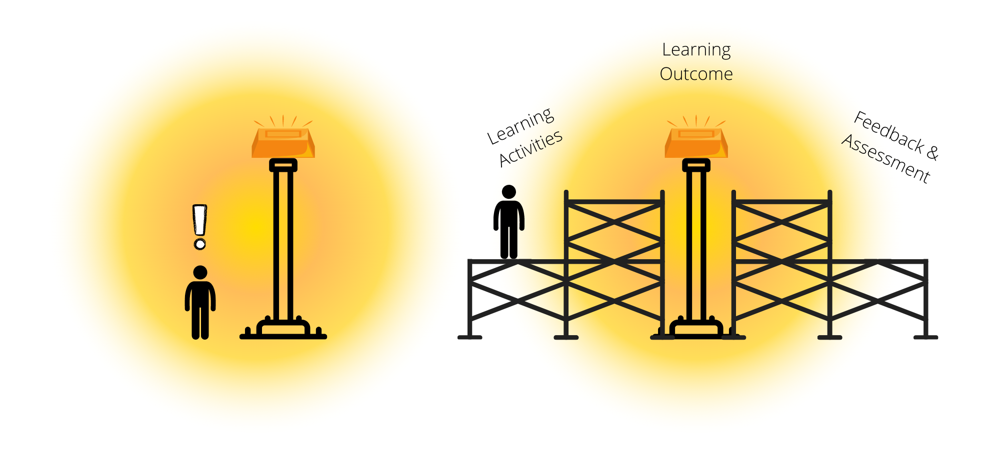 !
Learning
Outcome
Learning
Activities
Feedback &
Assessment